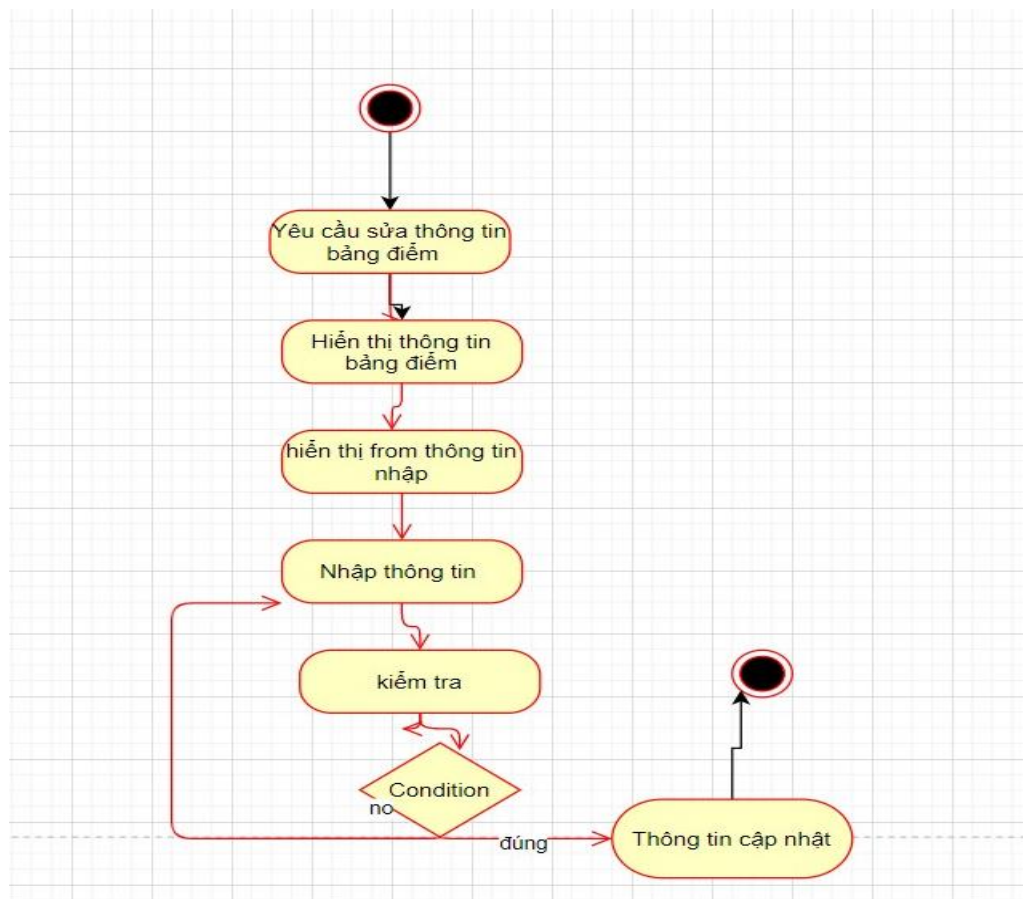 Yêu cầu sửa thông tin
bảng điểm
Hiển thị thông tin
bảng điểm
hiển thị from thông tin
nhập
Nhập thông tin
kiểm tra
Condition
no
đúng
Thông tin cập nhật